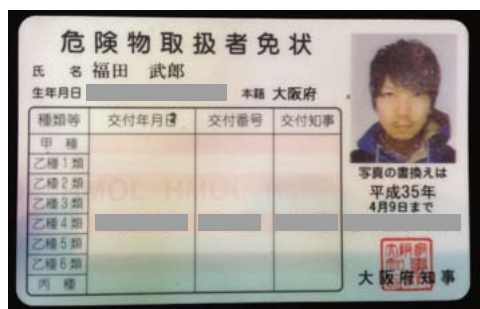 危険物取扱者免状
氏 名 福田 武郎
生年月日 本籍 大阪府
種類等 交付年月日 交付番号 交付知事
甲 種
乙種1類
乙種2類
乙種3類
乙種4類
乙種5類
乙種6類
丙 種
写真の書換えは
平成35年
4月9日まで
大阪府知事